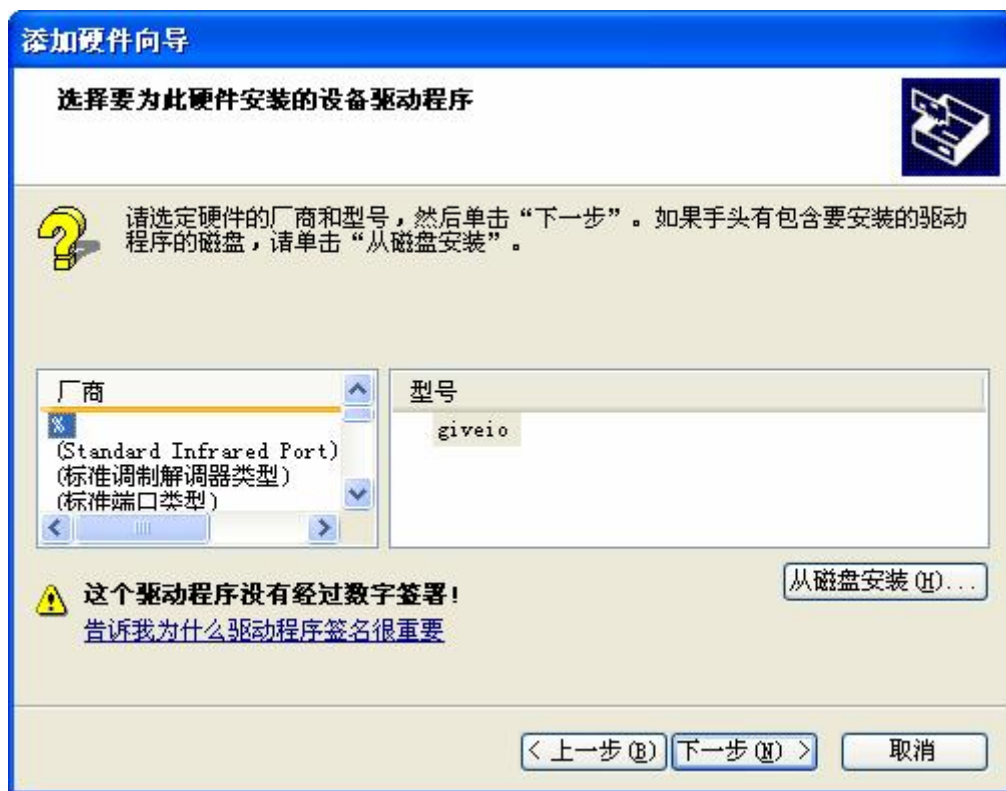 添加硬件向导
选择要为此硬件安装的设备驱动程序
请选定硬件的厂商和型号，然后单击“下一步”。如果手头有包含要安装的驱动
程序的磁盘，请单击“从磁盘安装”。
厂商
%
(Standard Infrared Port)
(标准调制解调器类型)
(标准端口类型)
型号
giveio
这个驱动程序没有经过数字签署!
告诉我为什么驱动程序签名很重要
从磁盘安装(H)...
< 上一步(B)
下一步(N) >
取消